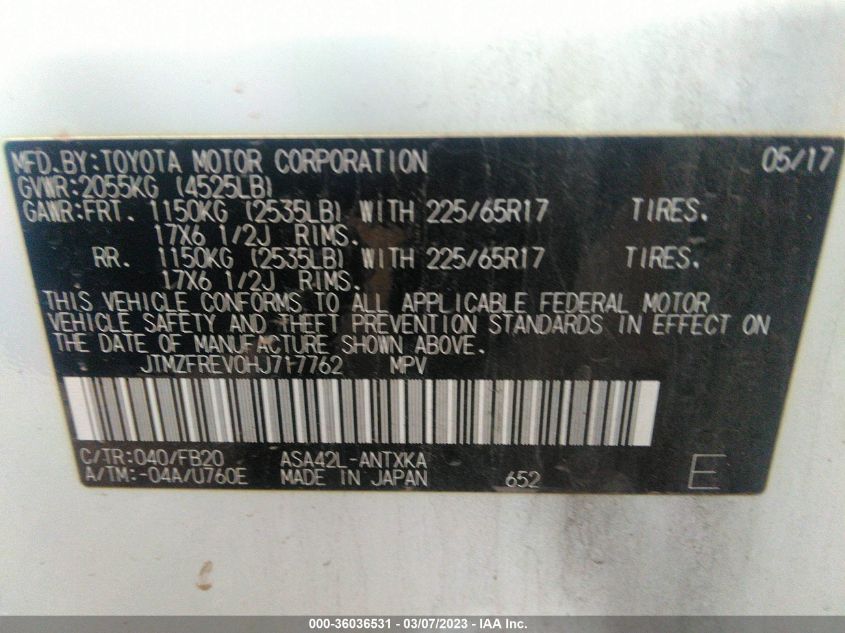 MFD.BY:TOYOTA MOTOR CORPORATION 05/17
GVWR:2055KG (4525LB)
GAWR:FRT. 1150KG (2535LB) WITH 225/65R17 TIRES.
17X6 1/2J RIMS.
RR. 1150KG (2535LB) WITH 225/65R17 TIRES.
17X6 1/2J RIMS.
THIS VEHICLE CONFORMS TO ALL APPLICABLE FEDERAL MOTOR
VEHICLE SAFETY AND THEFT PREVENTION STANDARDS IN EFFECT ON
THE DATE OF MANUFACTURE SHOWN ABOVE.
JTMZFREV0HJ717762 MPV
C/TR:040/FB20 ASA42L-ANTXKA
A/TM:-04A/U760E MADE IN JAPAN 652 E
000-36036531 - 03/07/2023 - IAA Inc.